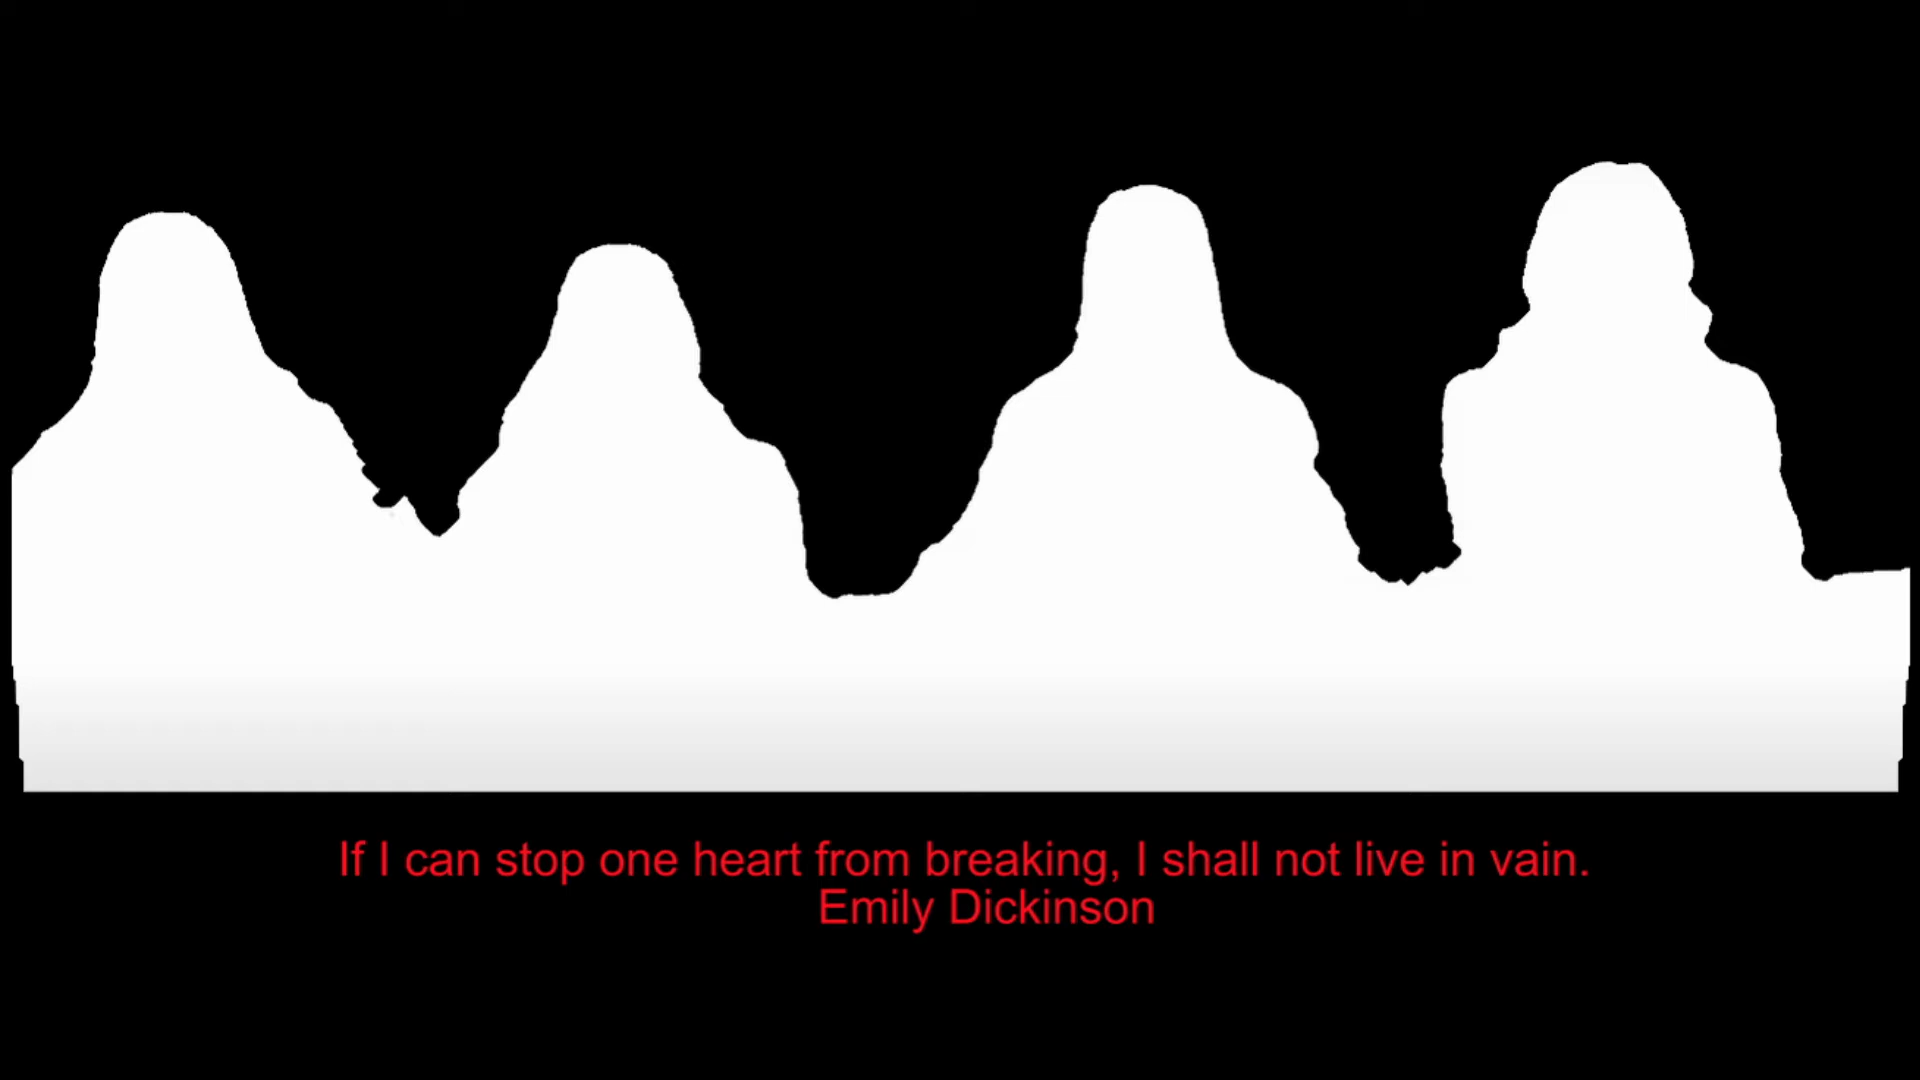 If I can stop one heart from breaking, I shall not live in vain.
Emily Dickinson